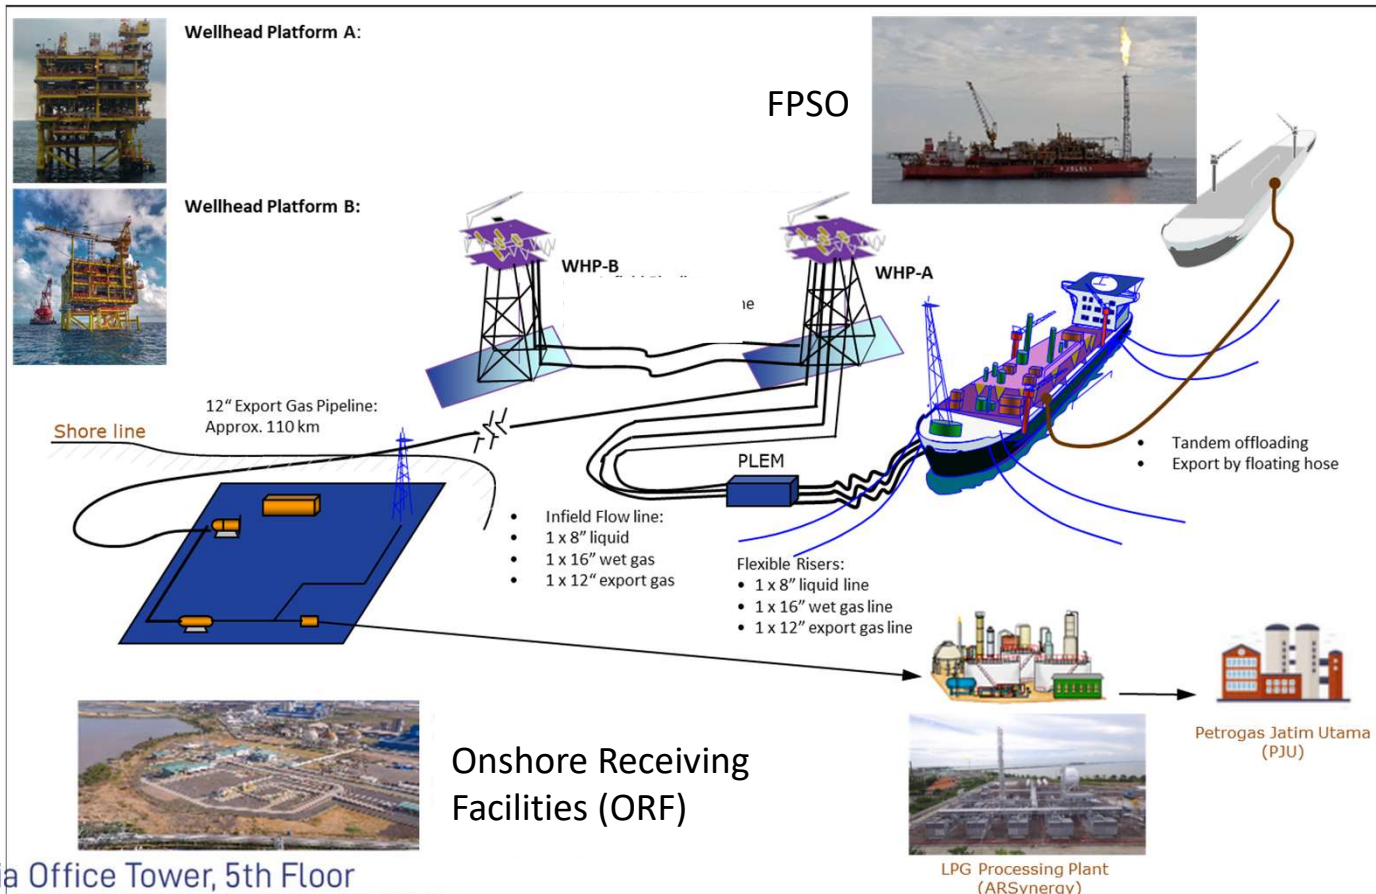 Wellhead Platform A:
FPSO
Wellhead Platform B:
WHP-B
WHP-A
12“ Export Gas Pipeline:
Approx. 110 km
Shore line
PLEM
• Tandem offloading
• Export by floating hose
• Infield Flow line:
• 1 x 8” liquid
• 1 x 16” wet gas
• 1 x 12“ export gas
Flexible Risers:
• 1 x 8” liquid line
• 1 x 16” wet gas line
• 1 x 12” export gas line
Petrogas Jatim Utama
(PJU)
Onshore Receiving
Facilities (ORF)
LPG Processing Plant
(ARSynergy)
ia Office Tower, 5th Floor